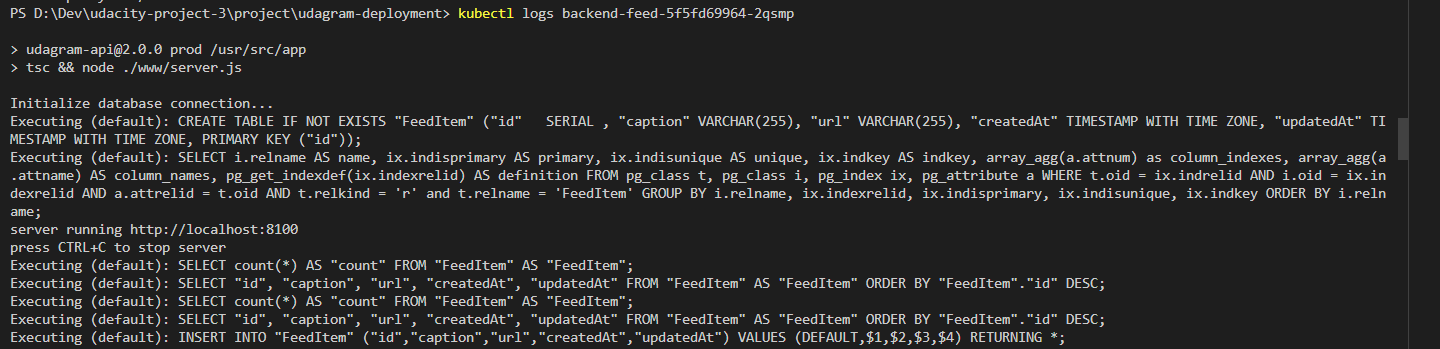 PS D:\Dev\udacity-project-3\project\udagram-deployment> kubectl logs backend-feed-5f5fd69964-2qsmp
> udagram-api@2.0.0 prod /usr/src/app
> tsc && node ./www/server.js
Initialize database connection...
Executing (default): CREATE TABLE IF NOT EXISTS "FeedItem" ("id"   SERIAL , "caption" VARCHAR(255), "url" VARCHAR(255), "createdAt" TIMESTAMP WITH TIME ZONE, "updatedAt" TI
MESTAMP WITH TIME ZONE, PRIMARY KEY ("id"));
Executing (default): SELECT i.relname AS name, ix.indisprimary AS primary, ix.indisunique AS unique, ix.indkey AS indkey, array_agg(a.attnum) as column_indexes, array_agg(a
.attname) AS column_names, pg_get_indexdef(ix.indexrelid) AS definition FROM pg_class t, pg_class i, pg_index ix, pg_attribute a WHERE t.oid = ix.indrelid AND i.oid = ix.in
dexrelid AND a.attrelid = t.oid AND t.relkind = 'r' and t.relname = 'FeedItem' GROUP BY i.relname, ix.indexrelid, ix.indisprimary, ix.indisunique, ix.indkey ORDER BY i.reln
ame;
server running http://localhost:8100
press CTRL+C to stop server
Executing (default): SELECT count(*) AS "count" FROM "FeedItem" AS "FeedItem";
Executing (default): SELECT "id", "caption", "url", "createdAt", "updatedAt" FROM "FeedItem" AS "FeedItem" ORDER BY "FeedItem"."id" DESC;
Executing (default): SELECT count(*) AS "count" FROM "FeedItem" AS "FeedItem";
Executing (default): SELECT "id", "caption", "url", "createdAt", "updatedAt" FROM "FeedItem" AS "FeedItem" ORDER BY "FeedItem"."id" DESC;
Executing (default): INSERT INTO "FeedItem" ("id","caption","url","createdAt","updatedAt") VALUES (DEFAULT,$1,$2,$3,$4) RETURNING *;